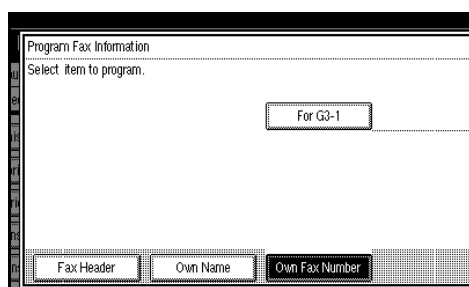 Program Fax Information
Select item to program.
For G3-1
Fax Header Own Name Own Fax Number